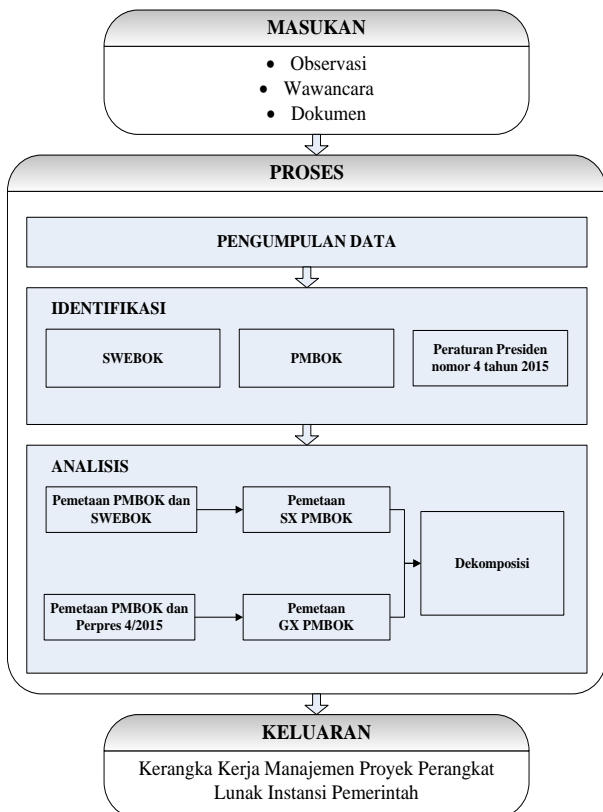 MASUKAN
• Observasi
• Wawancara
• Dokumen
PROSES
PENGUMPULAN DATA
IDENTIFIKASI
SWEBOK
PMBOK
Peraturan Presiden
nomor 4 tahun 2015
ANALISIS
Pemetaan PMBOK dan
SWEBOK
Pemetaan
SX PMBOK
Dekomposisi
Pemetaan PMBOK dan
Perpres 4/2015
Pemetaan
GX PMBOK
KELUARAN
Kerangka Kerja Manajemen Proyek Perangkat
Lunak Instansi Pemerintah